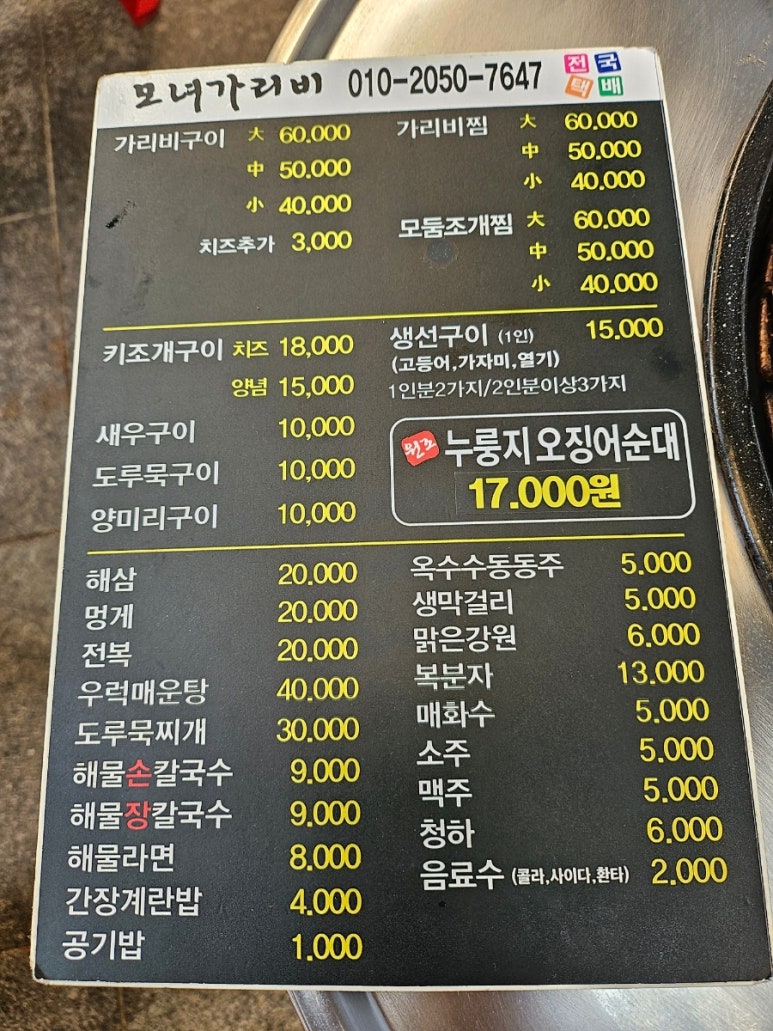 모녀가리비 010-2050-7647 전국택배
가리비구이 大 60.000
中 50.000
小 40.000
치즈추가 3,000
가리비찜 大 60.000
中 50.000
小 40.000
모둠조개찜 大 60.000
中 50.000
小 40.000
키조개구이 치즈 18,000
양념 15,000
새우구이 10,000
도루묵구이 10,000
양미리구이 10,000
생선구이 (1인) 15.000
(고등어,가자미,열기)
1인분2가지/2인분이상3가지
원조 누룽지오징어순대
17.000원
해삼 20.000
멍게 20.000
전복 20.000
우럭매운탕 40.000
도루묵찌개 30.000
해물손칼국수 9.000
해물장칼국수 9.000
해물라면 8.000
간장계란밥 4.000
공기밥 1.000
옥수수동동주 5.000
생막걸리 5.000
맑은강원 6.000
복분자 13.000
매화수 5.000
소주 5.000
맥주 5.000
청하 6.000
음료수 (콜라,사이다,환타) 2.000